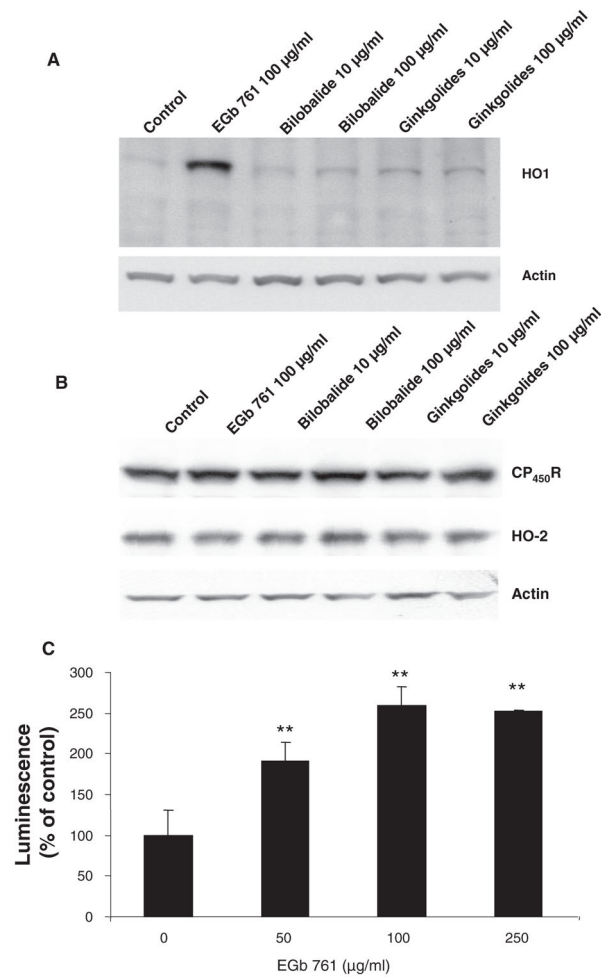 A
Control
EGb 761 100 µg/ml
Bilobalide 10 µg/ml
Bilobalide 100 µg/ml
Ginkgolides 10 µg/ml
Ginkgolides 100 µg/ml
HO1
Actin
B
Control
EGb 761 100 µg/ml
Bilobalide 10 µg/ml
Bilobalide 100 µg/ml
Ginkgolides 10 µg/ml
Ginkgolides 100 µg/ml
CP450R
HO-2
Actin
C
Luminescence
(% of control)
300
250
200
150
100
50
0
**
**
**
0
50
100
250
EGb 761 (µg/ml)